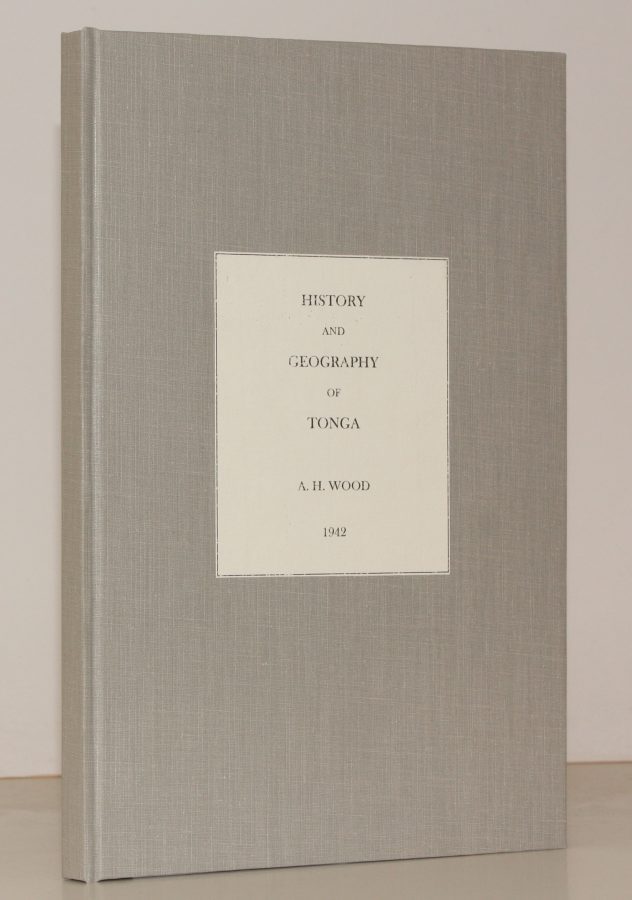 HISTORY
AND
GEOGRAPHY
OF
TONGA
A. H. WOOD
1942